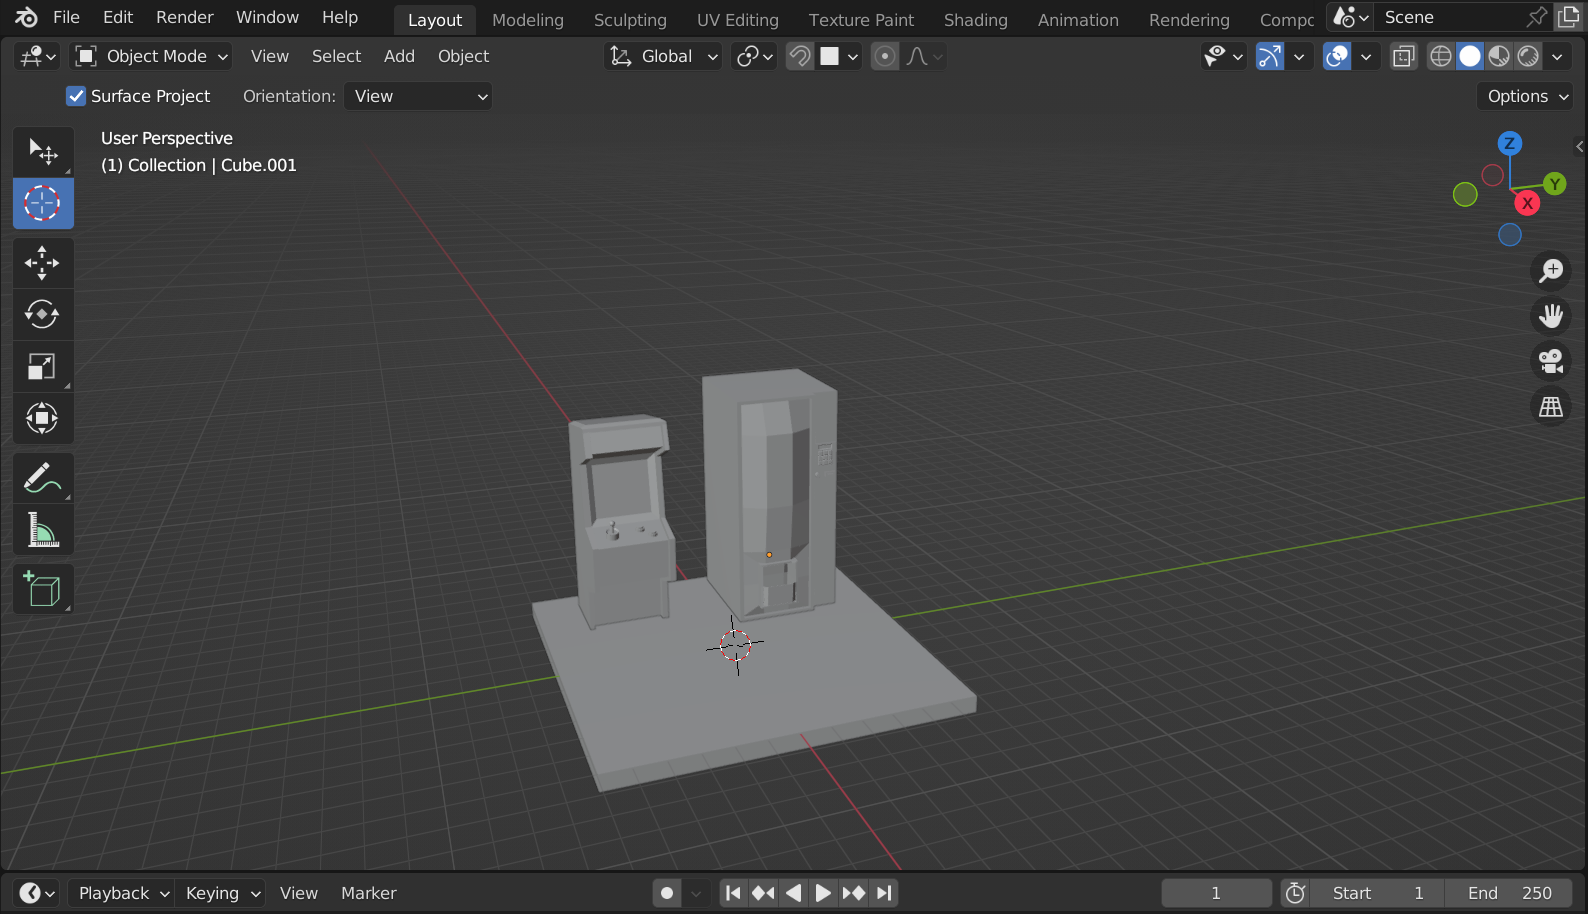 File Edit Render Window Help Layout Modeling Sculpting UV Editing Texture Paint Shading Animation Rendering Compc Scene
Object Mode View Select Add Object Global
Surface Project Orientation: View Options
User Perspective
(1) Collection | Cube.001
Z
Y
X
Playback Keying View Marker 1 Start 1 End 250